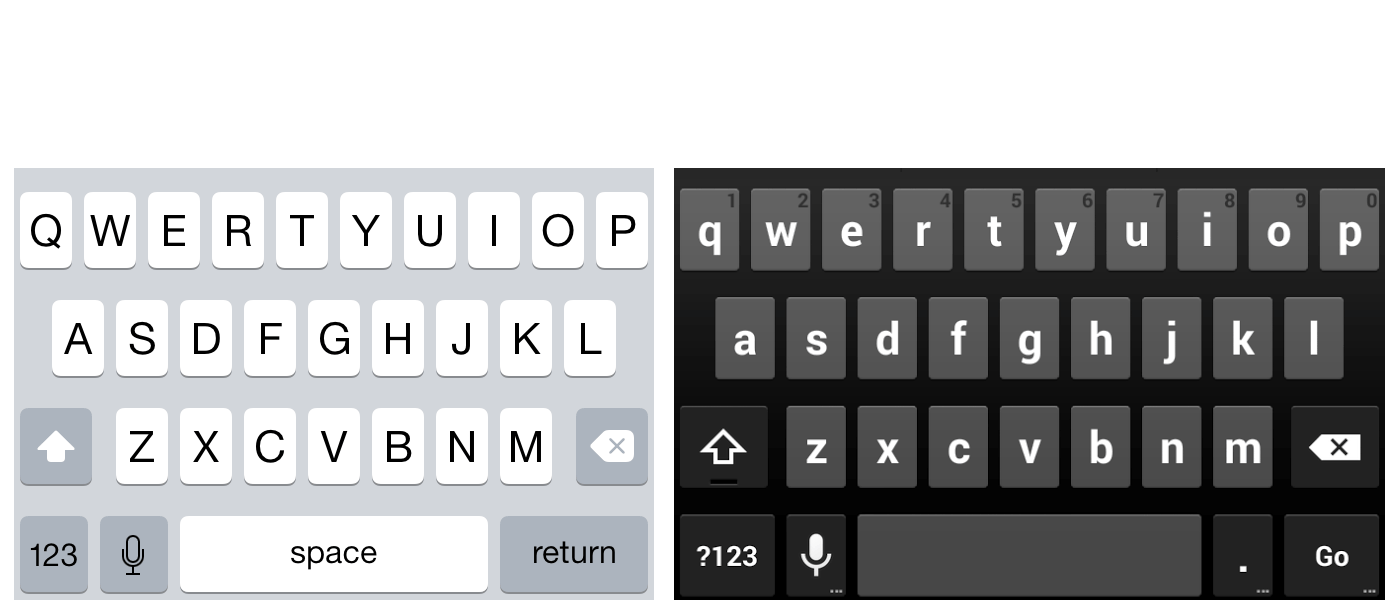 Q W E R T Y U I O P
A S D F G H J K L
Z X C V B N M
123 space return
1 2 3 4 5 6 7 8 9 0
q w e r t y u i o p
a s d f g h j k l
z x c v b n m
?123 . Go